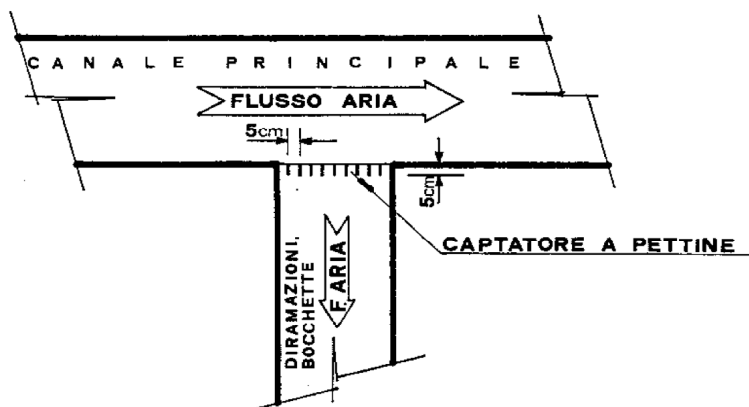 CANALE PRINCIPALE
FLUSSO ARIA
5cm
5cm
CAPTATORE A PETTINE
DIRAMAZIONI,
BOCCHETTE
F. ARIA